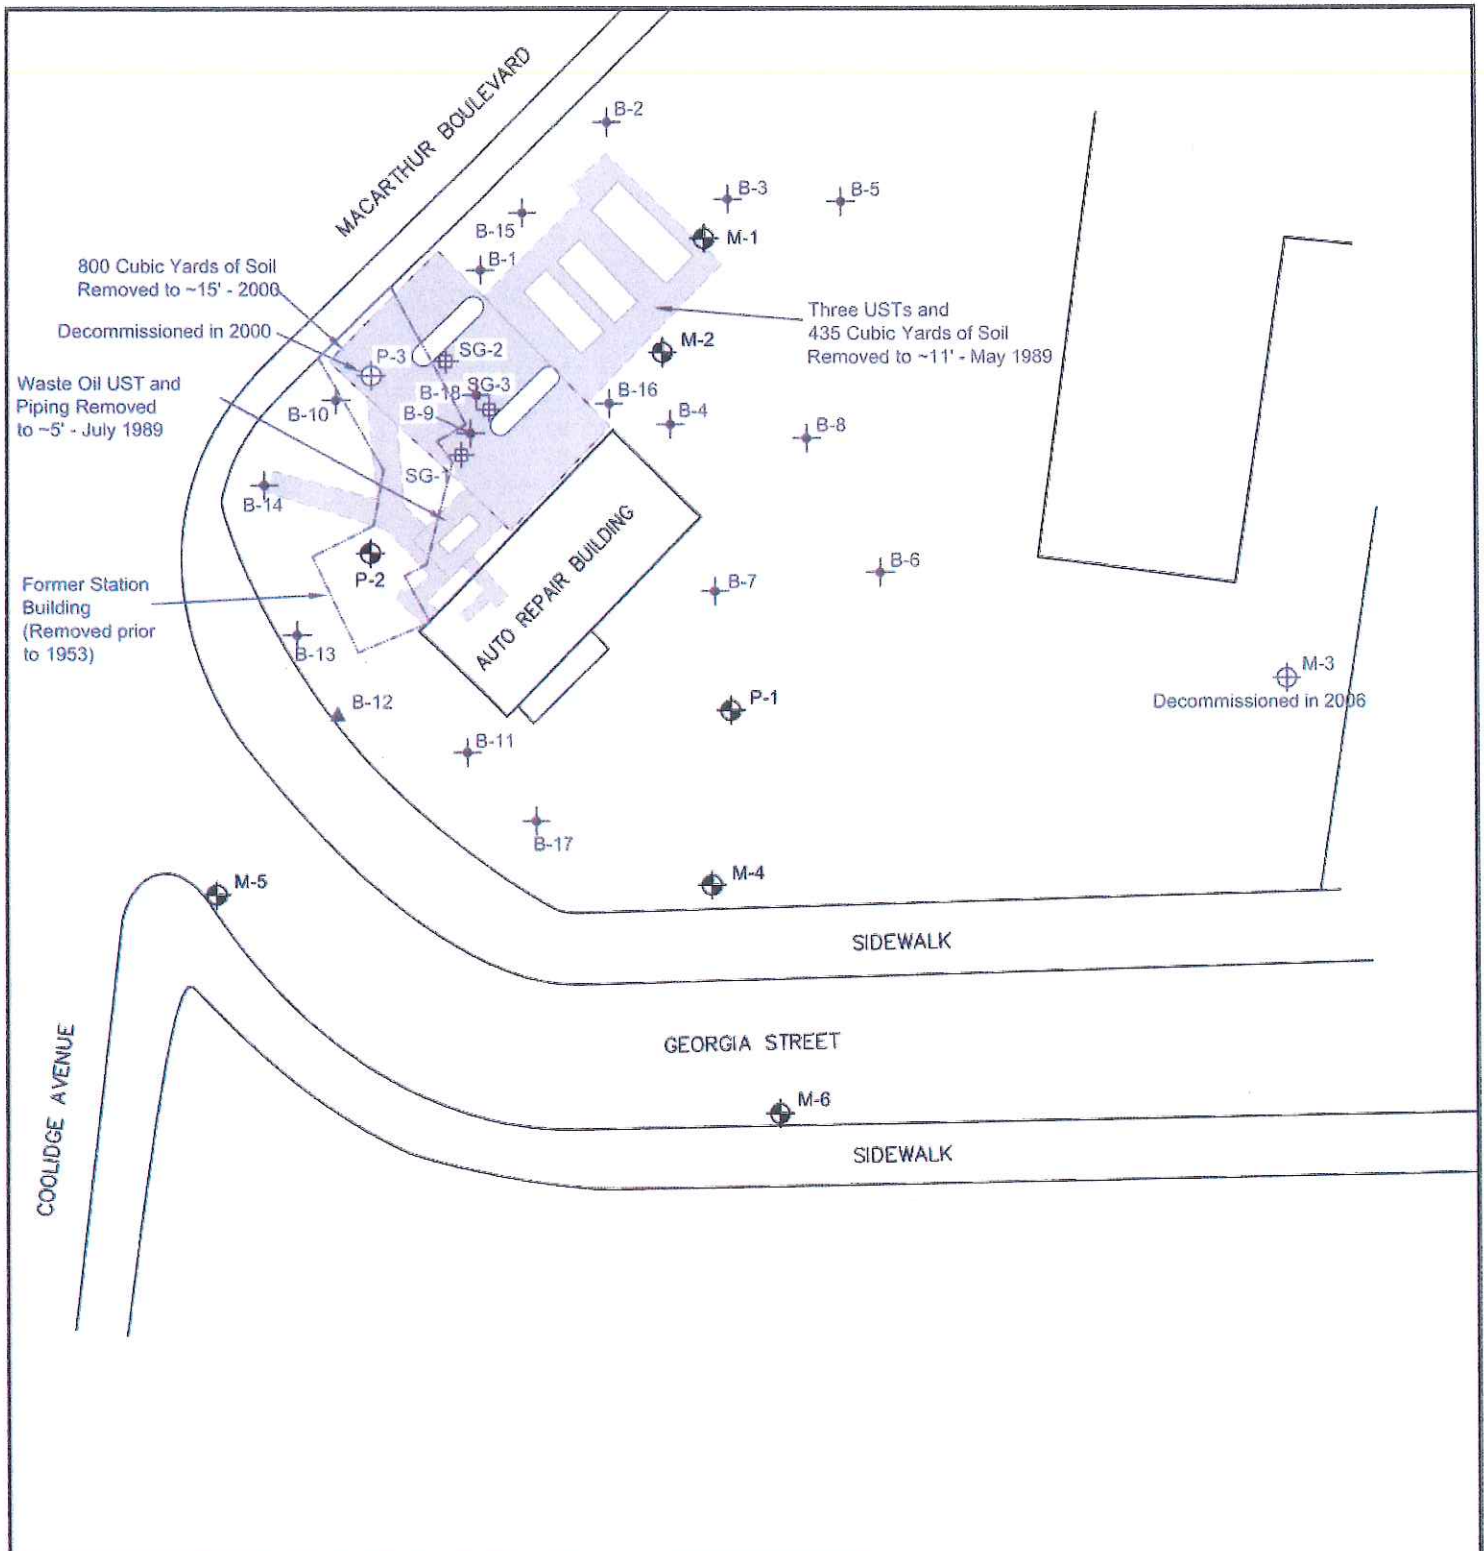 MACARTHUR BOULEVARD
B-2
B-3
B-5
B-15
M-1
B-1
800 Cubic Yards of Soil
Removed to ~15' - 2000
Decommissioned in 2000
Three USTs and
435 Cubic Yards of Soil
Removed to ~11' - May 1989
M-2
P-3
SG-2
Waste Oil UST and
Piping Removed
to ~5' - July 1989
B-18
SG-3
B-16
B-10
B-9
B-4
B-8
SG-1
B-14
AUTO REPAIR BUILDING
P-2
B-7
B-6
Former Station
Building
(Removed prior
to 1953)
B-13
M-3
Decommissioned in 2006
B-12
P-1
B-11
B-17
M-5
M-4
SIDEWALK
GEORGIA STREET
COOLIDGE AVENUE
M-6
SIDEWALK